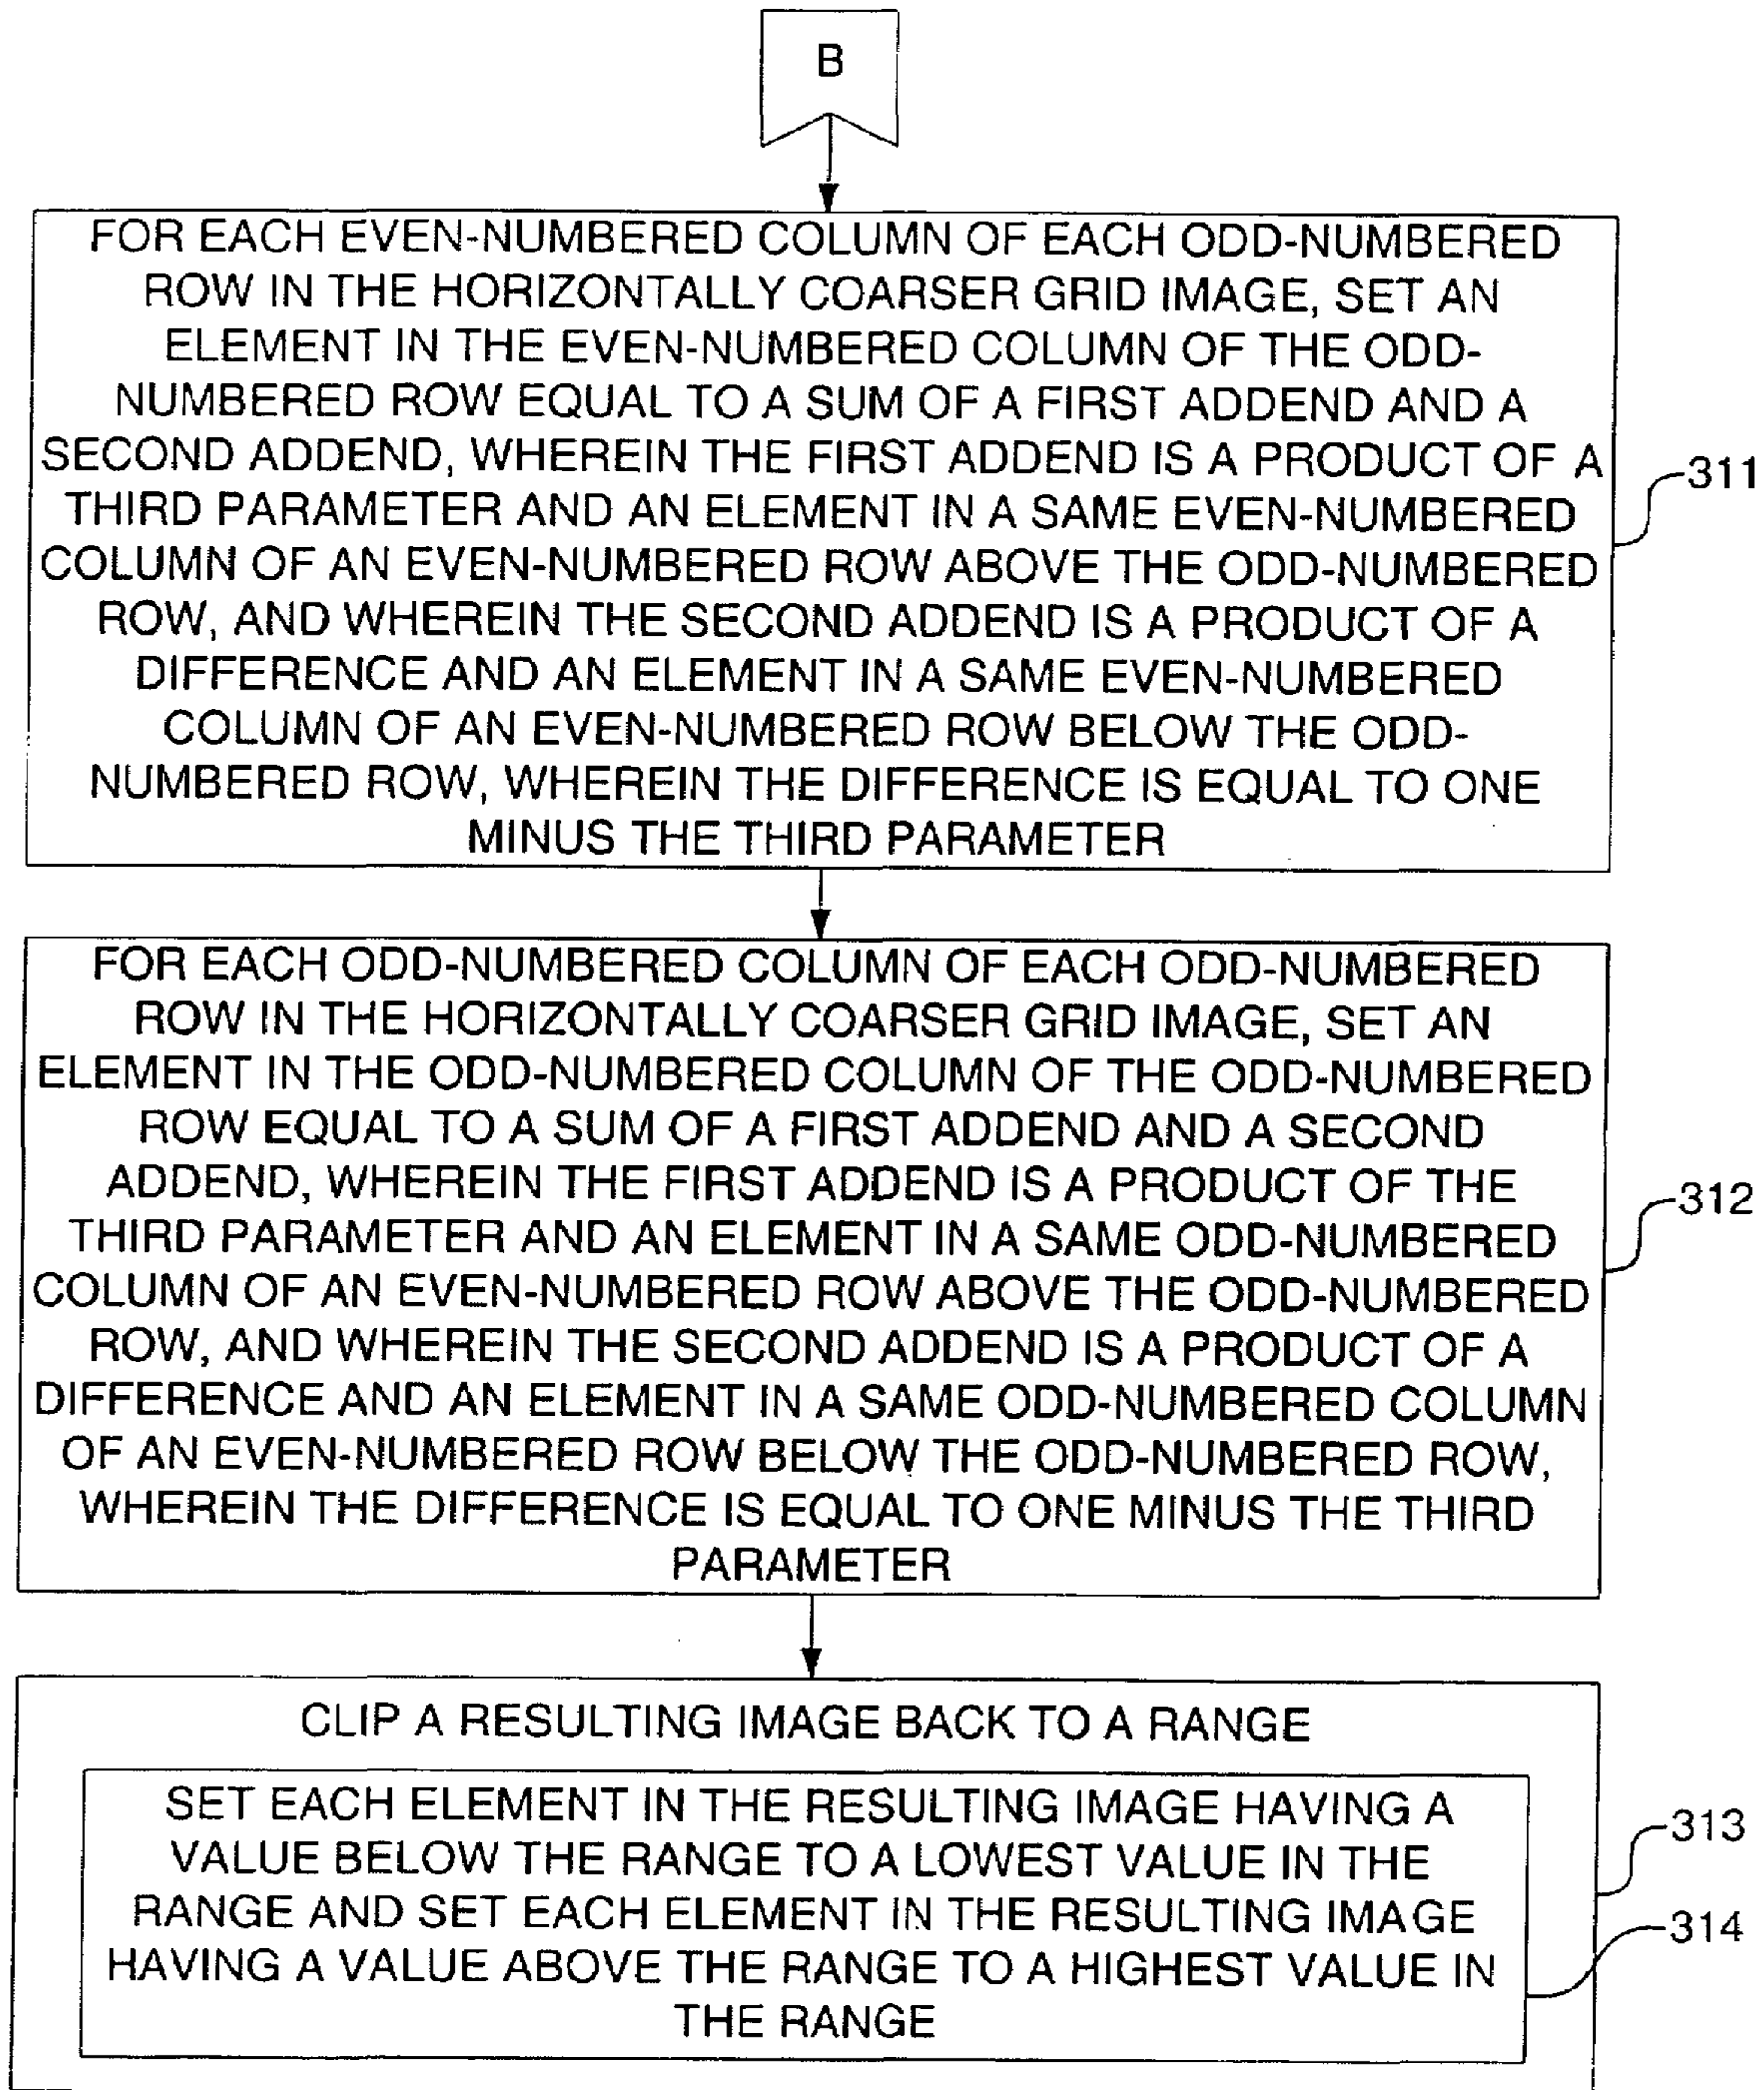 B
FOR EACH EVEN-NUMBERED COLUMN OF EACH ODD-NUMBERED
ROW IN THE HORIZONTALLY COARSER GRID IMAGE, SET AN
ELEMENT IN THE EVEN-NUMBERED COLUMN OF THE ODD-
NUMBERED ROW EQUAL TO A SUM OF A FIRST ADDEND AND A
SECOND ADDEND, WHEREIN THE FIRST ADDEND IS A PRODUCT OF A
THIRD PARAMETER AND AN ELEMENT IN A SAME EVEN-NUMBERED
COLUMN OF AN EVEN-NUMBERED ROW ABOVE THE ODD-NUMBERED
ROW, AND WHEREIN THE SECOND ADDEND IS A PRODUCT OF A
DIFFERENCE AND AN ELEMENT IN A SAME EVEN-NUMBERED
COLUMN OF AN EVEN-NUMBERED ROW BELOW THE ODD-
NUMBERED ROW, WHEREIN THE DIFFERENCE IS EQUAL TO ONE
MINUS THE THIRD PARAMETER
311
FOR EACH ODD-NUMBERED COLUMN OF EACH ODD-NUMBERED
ROW IN THE HORIZONTALLY COARSER GRID IMAGE, SET AN
ELEMENT IN THE ODD-NUMBERED COLUMN OF THE ODD-NUMBERED
ROW EQUAL TO A SUM OF A FIRST ADDEND AND A SECOND
ADDEND, WHEREIN THE FIRST ADDEND IS A PRODUCT OF THE
THIRD PARAMETER AND AN ELEMENT IN A SAME ODD-NUMBERED
COLUMN OF AN EVEN-NUMBERED ROW ABOVE THE ODD-NUMBERED
ROW, AND WHEREIN THE SECOND ADDEND IS A PRODUCT OF A
DIFFERENCE AND AN ELEMENT IN A SAME ODD-NUMBERED COLUMN
OF AN EVEN-NUMBERED ROW BELOW THE ODD-NUMBERED ROW,
WHEREIN THE DIFFERENCE IS EQUAL TO ONE MINUS THE THIRD
PARAMETER
312
CLIP A RESULTING IMAGE BACK TO A RANGE
SET EACH ELEMENT IN THE RESULTING IMAGE HAVING A
VALUE BELOW THE RANGE TO A LOWEST VALUE IN THE
RANGE AND SET EACH ELEMENT IN THE RESULTING IMAGE
HAVING A VALUE ABOVE THE RANGE TO A HIGHEST VALUE IN
THE RANGE
313
314